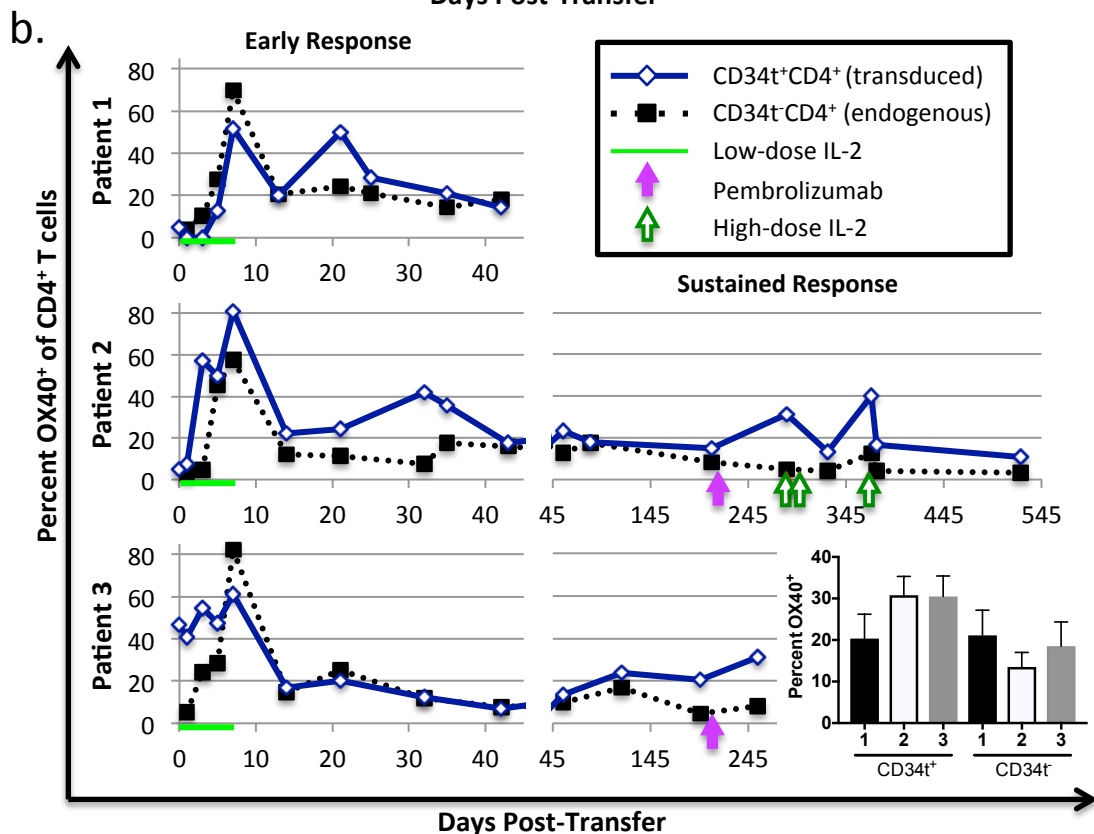 Days Post-Transfer
b.
Early Response
CD34t⁺CD4⁺ (transduced)
CD34t⁻CD4⁺ (endogenous)
Low-dose IL-2
Pembrolizumab
High-dose IL-2
Percent OX40⁺ of CD4⁺ T cells
Patient 1
80
60
40
20
0
0 10 20 30 40
Sustained Response
Patient 2
80
60
40
20
0
0 10 20 30 40
45 145 245 345 445 545
Patient 3
80
60
40
20
0
0 10 20 30 40
45 145 245
Percent OX40⁺
40
30
20
10
0
1 2 3 1 2 3
CD34t⁺ CD34t⁻
Days Post-Transfer